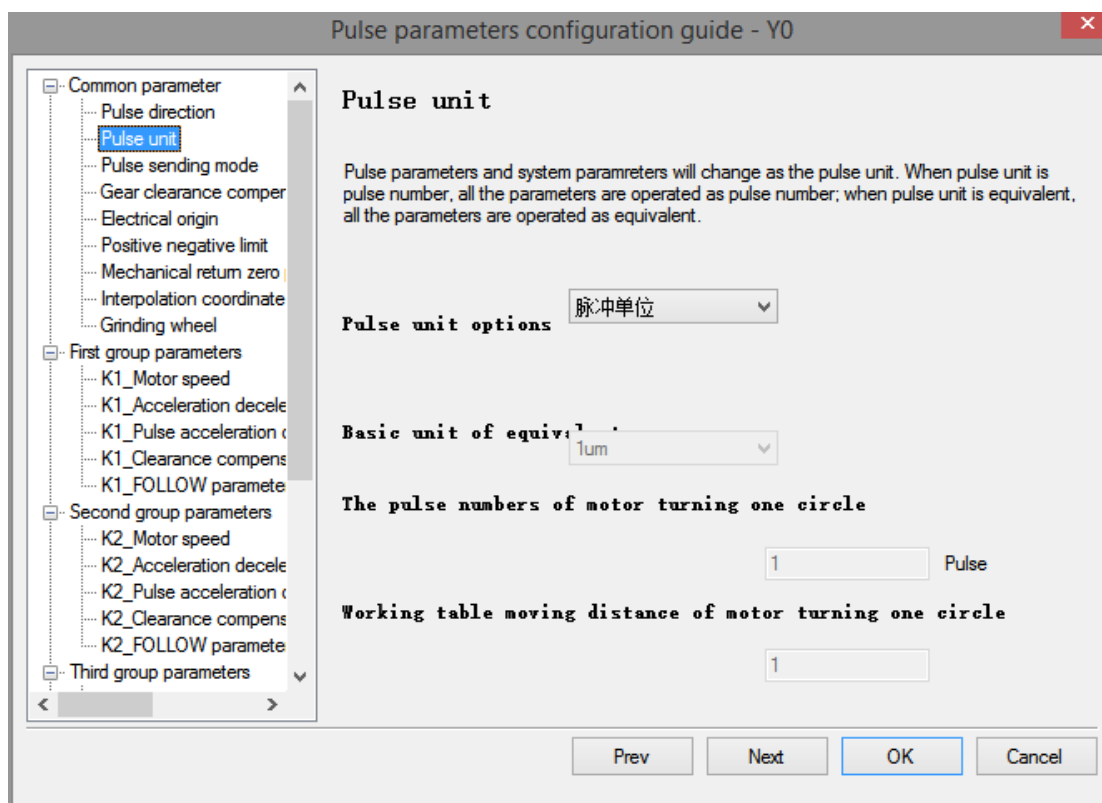 Pulse parameters configuration guide - Y0
Common parameter
Pulse direction
Pulse unit
Pulse sending mode
Gear clearance comper
Electrical origin
Positive negative limit
Mechanical return zero
Interpolation coordinate
Grinding wheel
First group parameters
K1_Motor speed
K1_Acceleration decele
K1_Pulse acceleration
K1_Clearance compens
K1_FOLLOW paramete
Second group parameters
K2_Motor speed
K2_Acceleration decele
K2_Pulse acceleration
K2_Clearance compens
K2_FOLLOW paramete
Third group parameters
Pulse unit
Pulse parameters and system paramreters will change as the pulse unit. When pulse unit is
pulse number, all the parameters are operated as pulse number; when pulse unit is equivalent,
all the parameters are operated as equivalent.
Pulse unit options
脉冲单位
Basic unit of
1um
The pulse numbers of motor turning one circle
1 Pulse
Working table moving distance of motor turning one circle
1
Prev Next OK Cancel